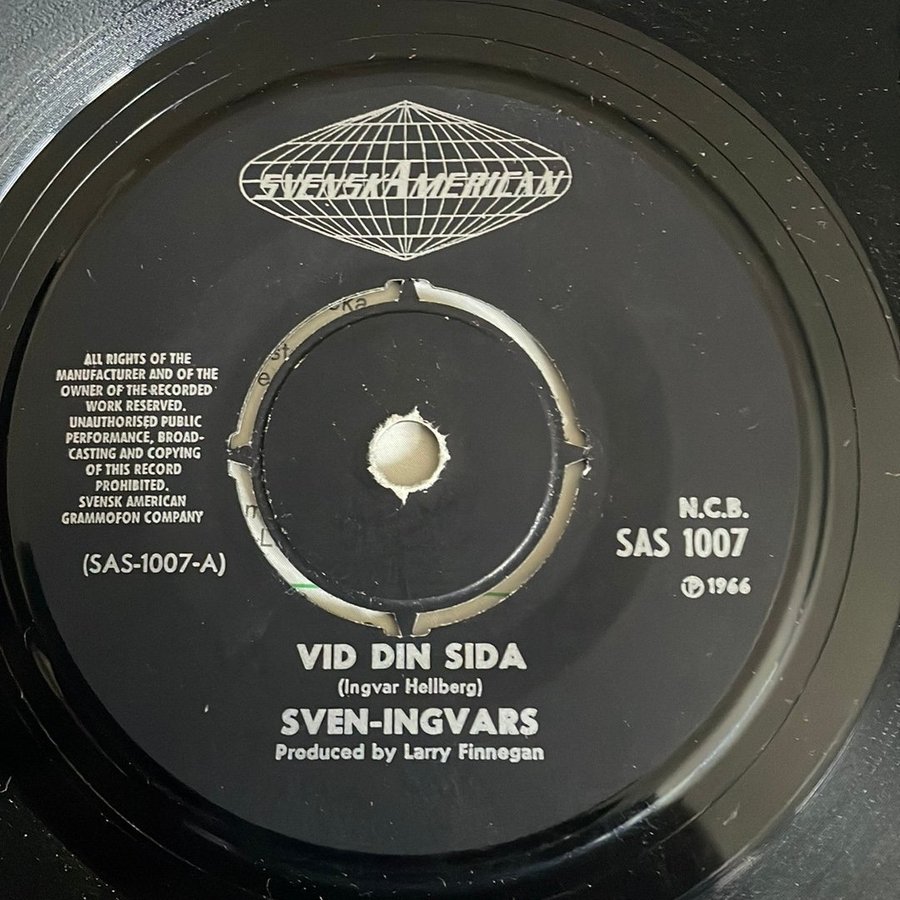 SVENSKAMERICAN
ALL RIGHTS OF THE
MANUFACTURER AND OF THE
OWNER OF THE RECORDED
WORK RESERVED.
UNAUTHORISED PUBLIC
PERFORMANCE, BROAD-
CASTING AND COPYING
OF THIS RECORD
PROHIBITED.
SVENSK AMERICAN
GRAMMOFON COMPANY
(SAS-1007-A)
N.C.B.
SAS 1007
Ⓟ 1966
VID DIN SIDA
(Ingvar Hellberg)
SVEN-INGVARS
Produced by Larry Finnegan